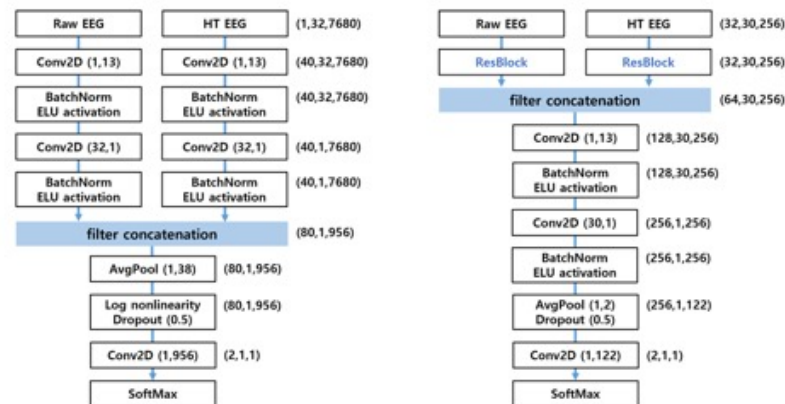 Raw EEG HT EEG (1,32,7680)
Conv2D (1,13) Conv2D (1,13) (40,32,7680)
BatchNorm BatchNorm (40,32,7680)
ELU activation ELU activation
Conv2D (32,1) Conv2D (32,1) (40,1,7680)
BatchNorm BatchNorm (40,1,7680)
ELU activation ELU activation
filter concatenation (80,1,956)
AvgPool (1,38) (80,1,956)
Log nonlinearity (80,1,956)
Dropout (0.5)
Conv2D (1,956) (2,1,1)
SoftMax
Raw EEG HT EEG (32,30,256)
ResBlock ResBlock (32,30,256)
filter concatenation (64,30,256)
Conv2D (1,13) (128,30,256)
BatchNorm (128,30,256)
ELU activation
Conv2D (30,1) (256,1,256)
BatchNorm (256,1,256)
ELU activation
AvgPool (1,2) (256,1,122)
Dropout (0.5)
Conv2D (1,122) (2,1,1)
SoftMax